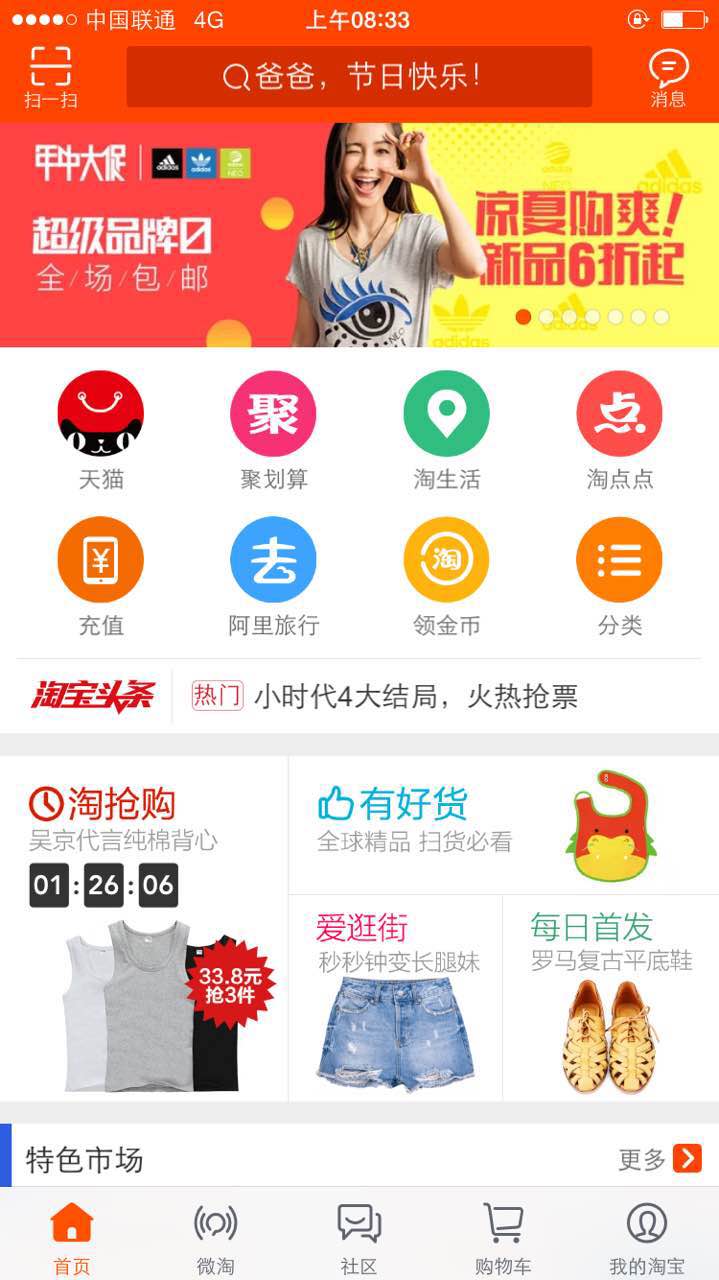 中国联通 4G 上午08:33
扫一扫
爸爸，节日快乐！
消息
年中大促
adidas
adidas
NEO
超级品牌日
全/场/包/邮
凉夏购爽！
新品6折起
NEO
adidas
adidas
adidas
天猫
聚
聚划算
淘生活
点
淘点点
¥
充值
去
阿里旅行
淘
领金币
分类
淘宝头条
热门
小时代4大结局，火热抢票
淘抢购
吴京代言纯棉背心
01:26:06
33.8元
抢3件
有好货
全球精品 扫货必看
爱逛街
秒秒钟变长腿妹
每日首发
罗马复古平底鞋
特色市场
更多
首页
微淘
社区
购物车
我的淘宝